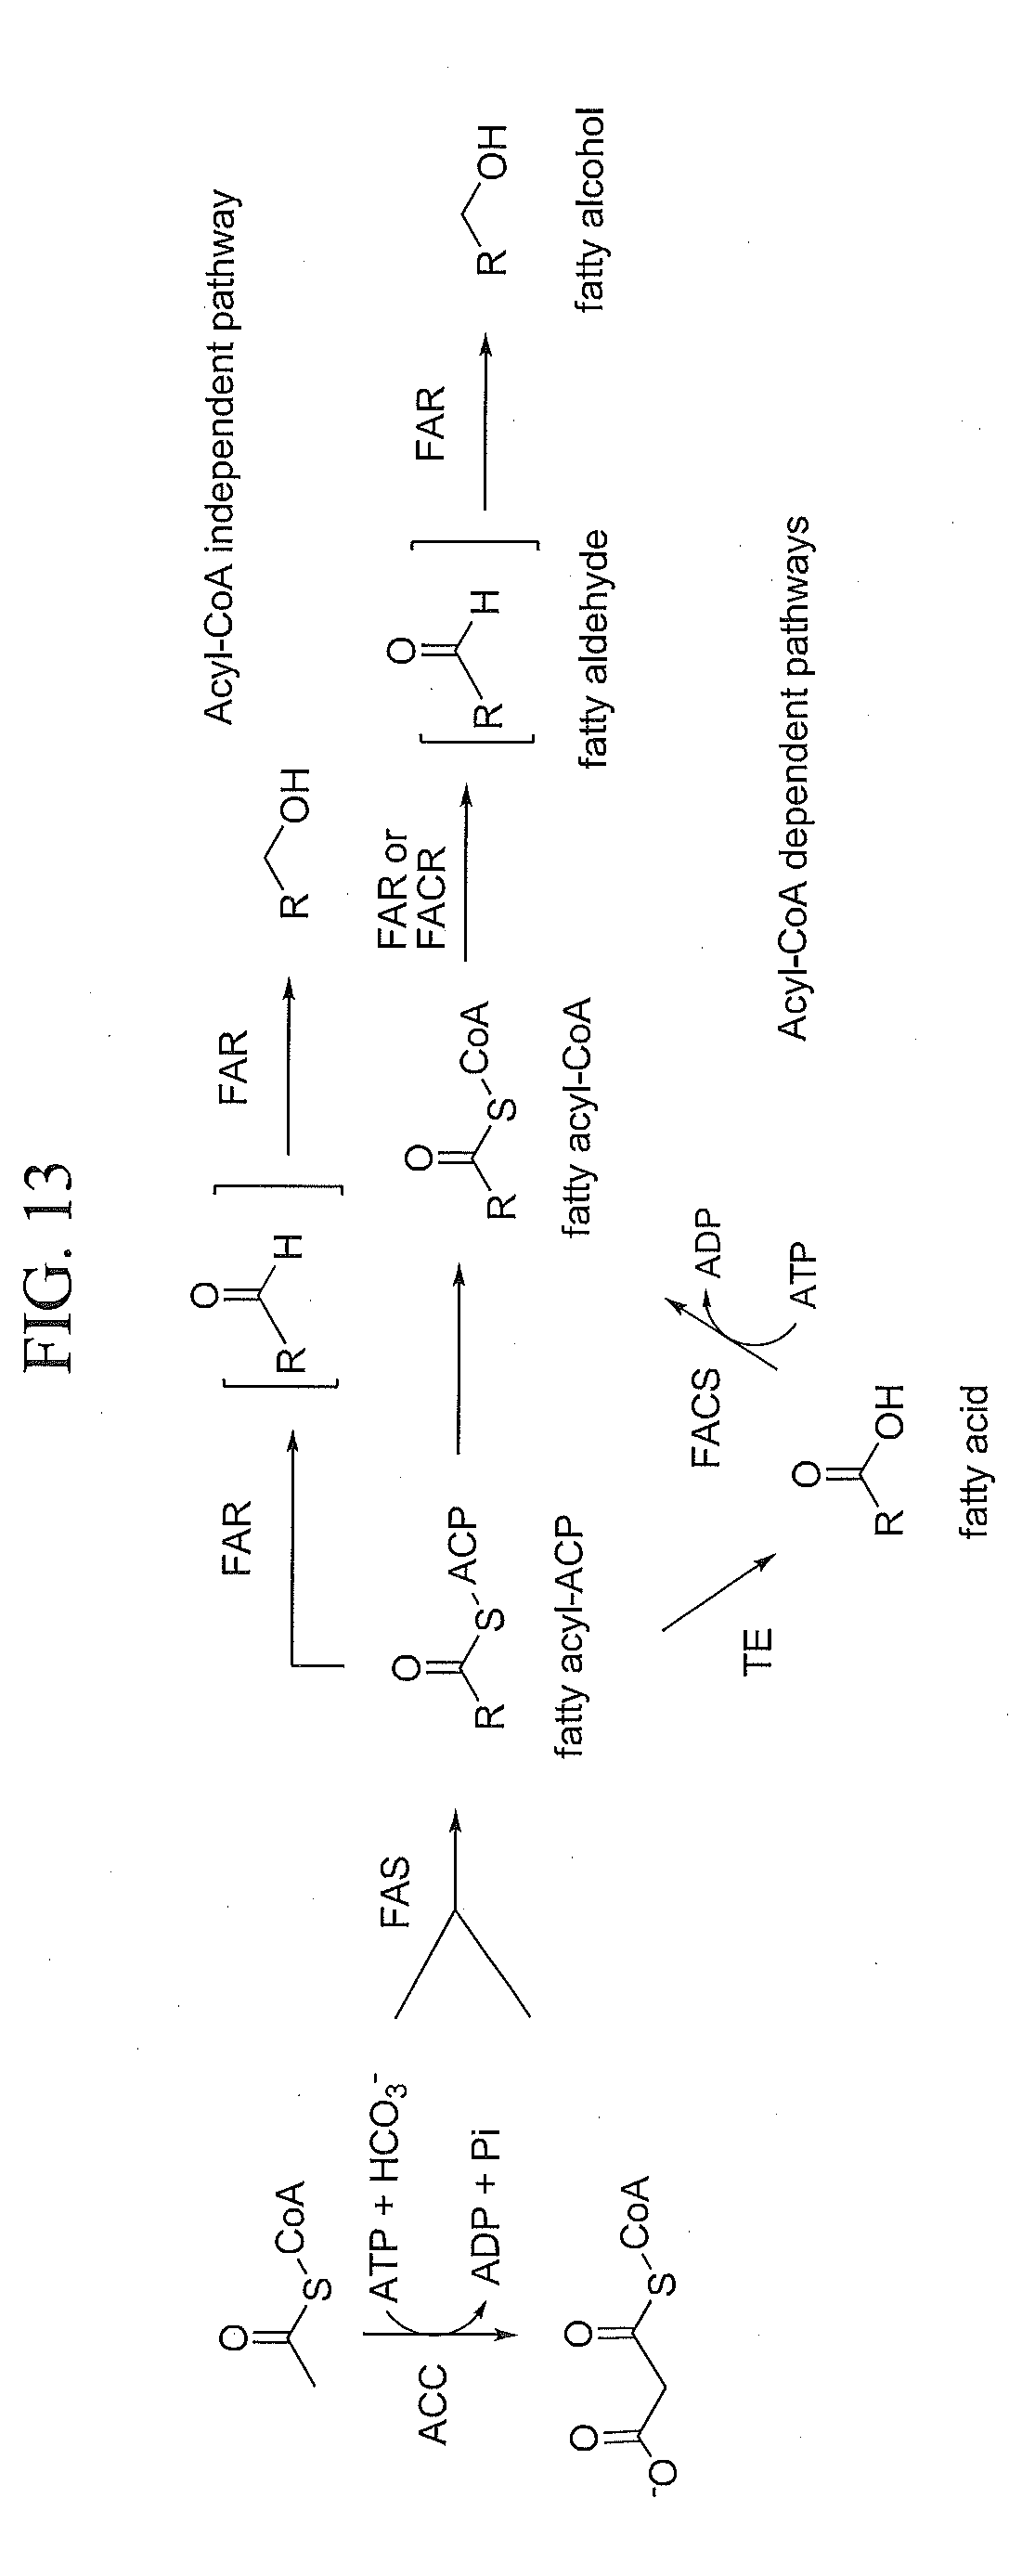 FIG. 13
Acyl-CoA independent pathway
FAR
O
R
H
FAR
R
OH
O
S
CoA
ATP + HCO3-
ACC
ADP + Pi
O
O
-O
S
CoA
FAS
O
R
S
ACP
fatty acyl-ACP
O
R
S
CoA
fatty acyl-CoA
FAR or
FACR
O
R
H
fatty aldehyde
FAR
R
OH
fatty alcohol
TE
O
R
OH
fatty acid
FACS
ADP
ATP
Acyl-CoA dependent pathways